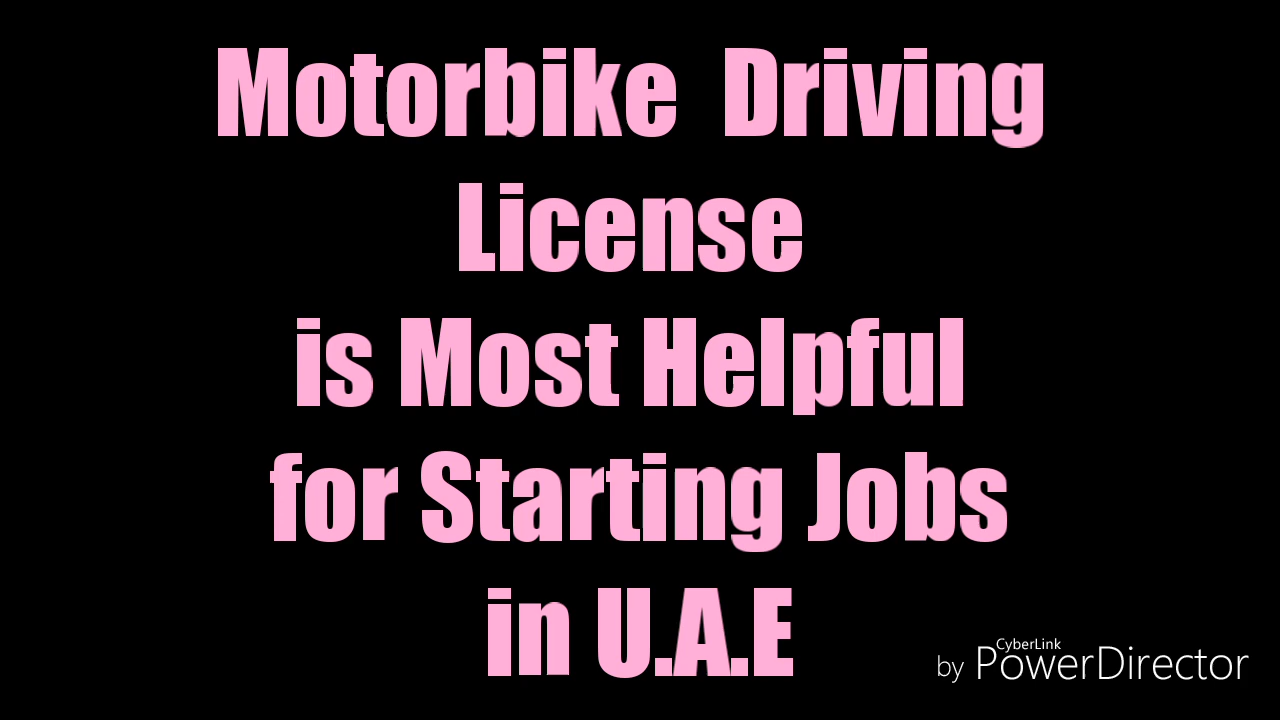 Motorbike Driving
License
is Most Helpful
for Starting Jobs
in U.A.E
CyberLink
by PowerDirector